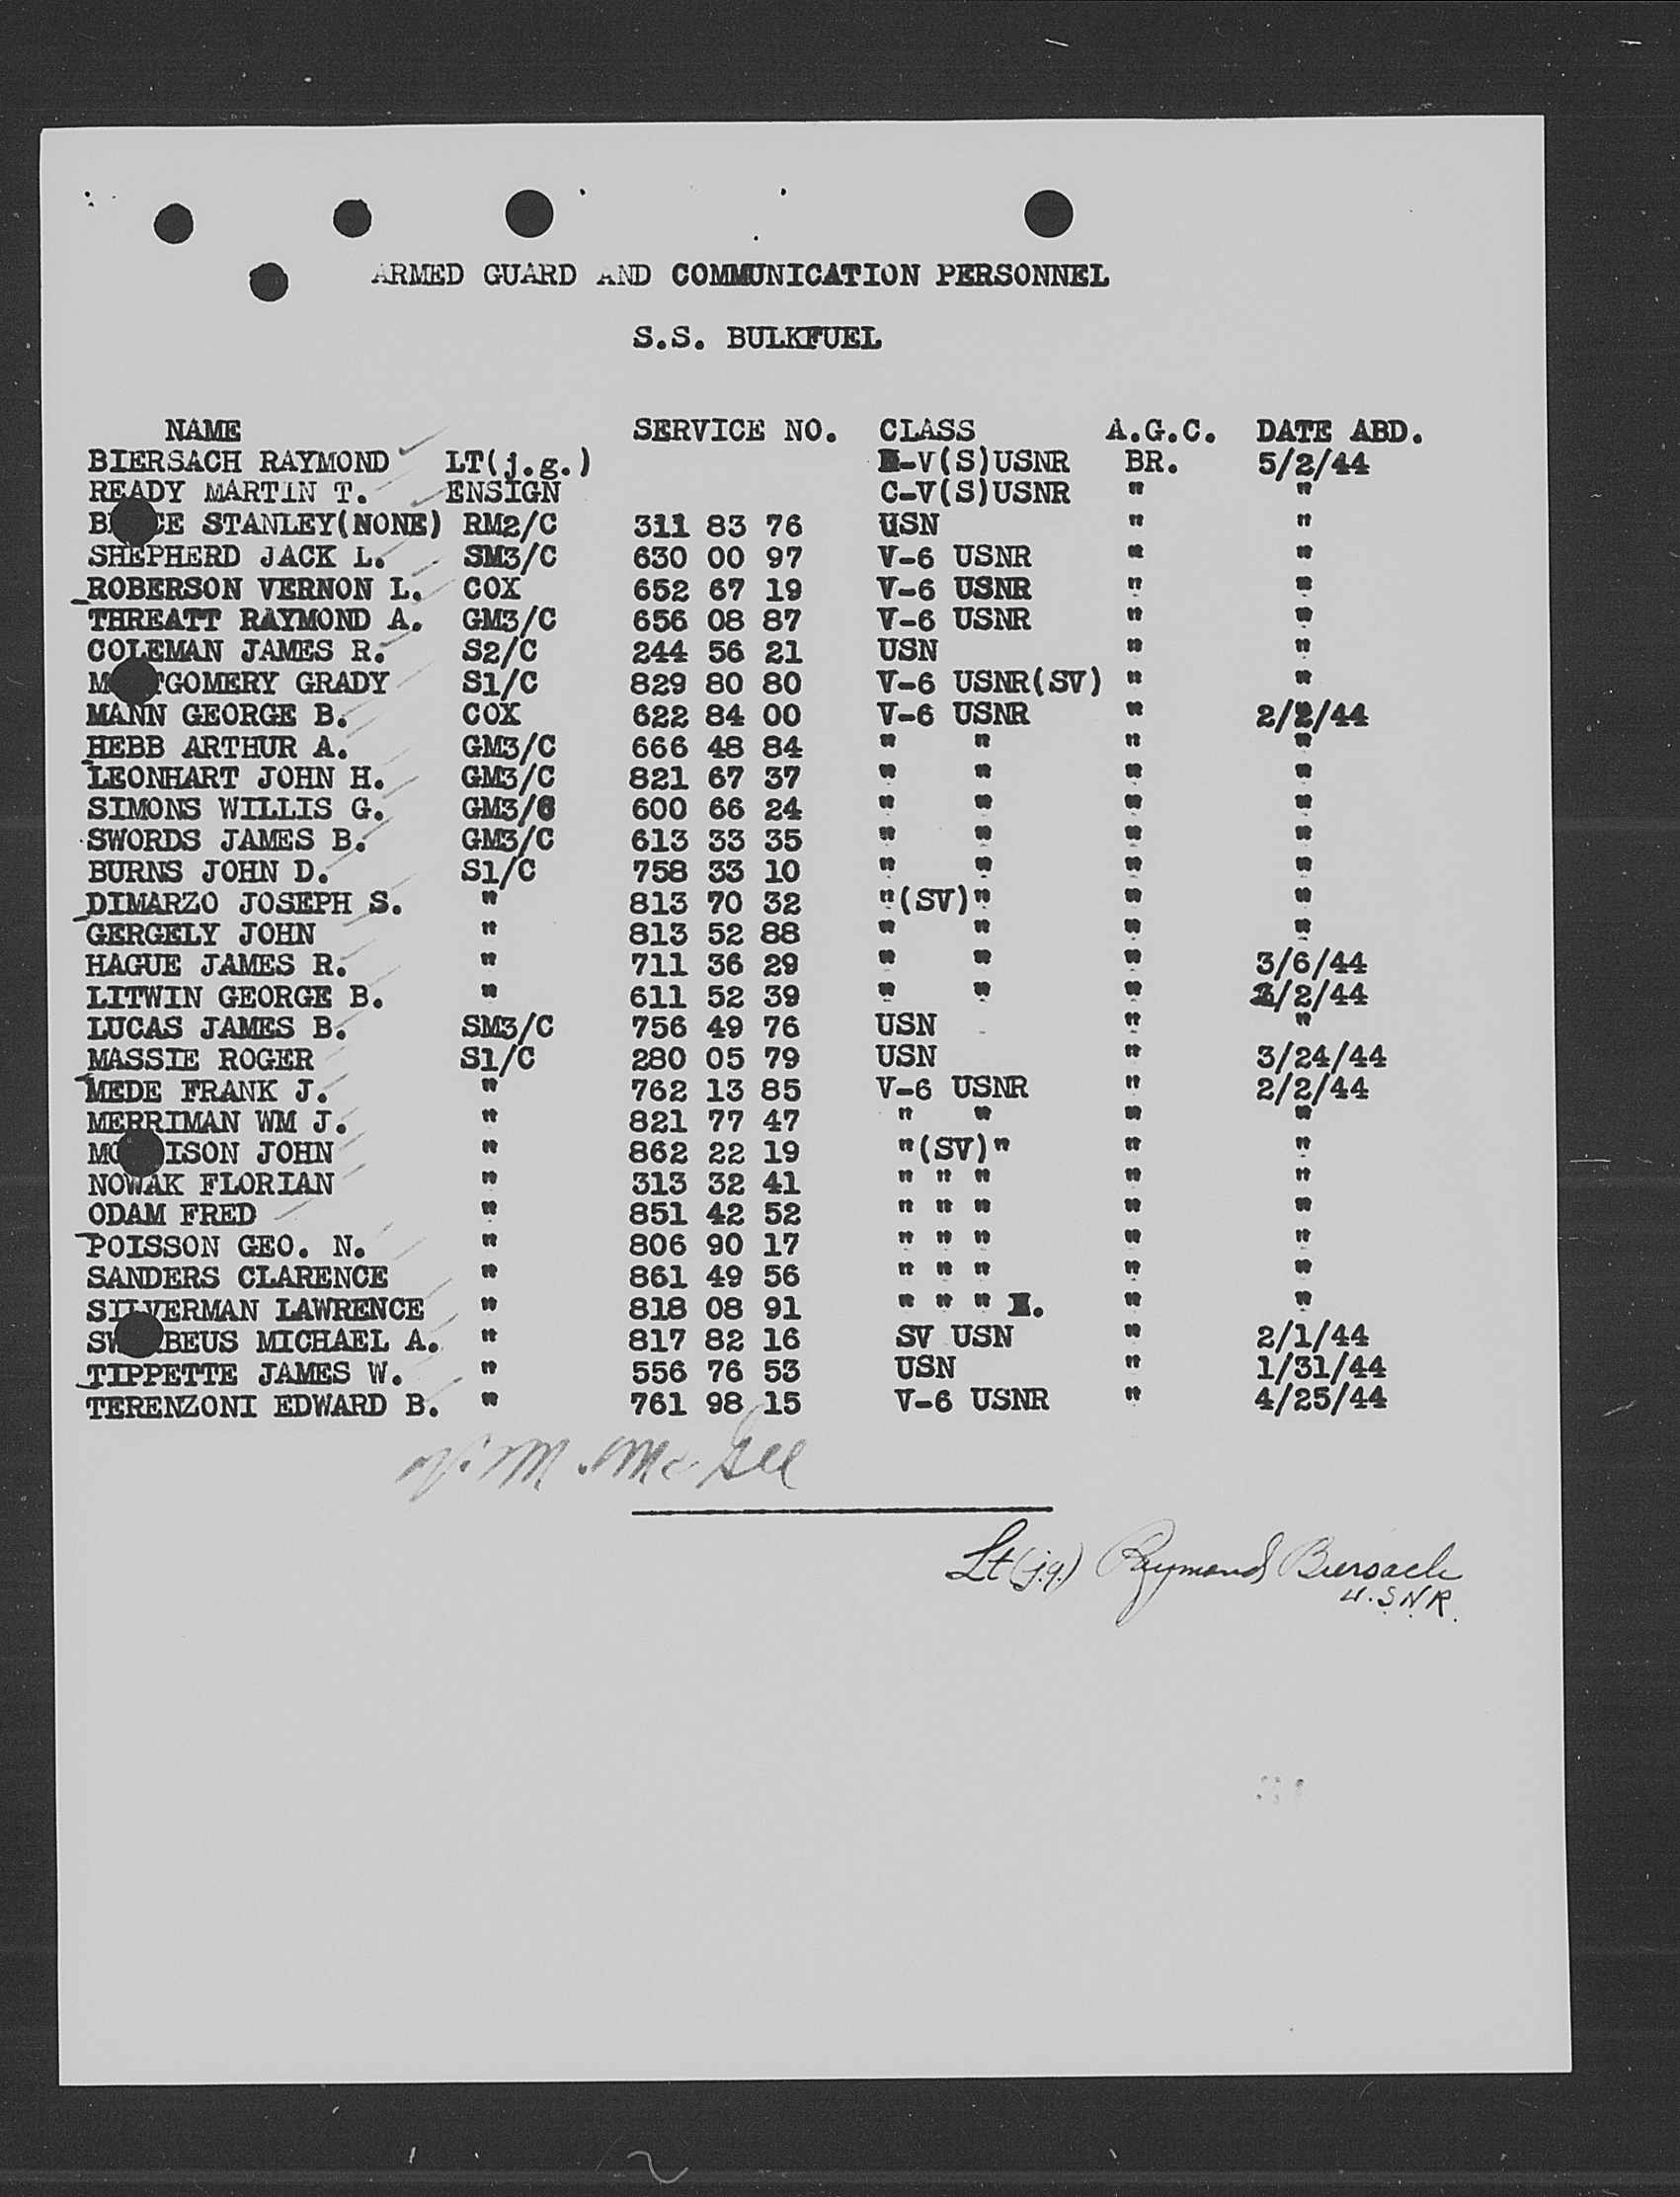 ARMED GUARD AND COMMUNICATION PERSONNEL
S.S. BULKFUEL
NAME SERVICE NO. CLASS A.G.C. DATE ABD.
BIERSACH RAYMOND LT(j.g.) -V(S)USNR BR. 5/2/44
READY MARTIN T. ENSIGN C-V(S)USNR " "
STANLEY(NONE) RM2/C 311 83 76 USN " "
SHEPHERD JACK L. SM3/C 630 00 97 V-6 USNR " "
ROBERSON VERNON L. COX 652 67 19 V-6 USNR " "
THREATT RAYMOND A. GM3/C 656 08 87 V-6 USNR " "
COLEMAN JAMES R. S2/C 244 56 21 USN " "
M TGOMERY GRADY S1/C 829 80 80 V-6 USNR(SV) " "
MANN GEORGE B. COX 622 84 00 V-6 USNR " 2/2/44
HEBB ARTHUR A. GM3/C 666 48 84 " " " "
LEONHART JOHN H. GM3/C 821 67 37 " " " "
SIMONS WILLIS G. GM3/C 600 66 24 " " " "
SWORDS JAMES B. GM3/C 613 33 35 " " " "
BURNS JOHN D. S1/C 758 33 10 " " " "
DIMARZO JOSEPH S. " 813 70 32 "(SV)" " "
GERGELY JOHN " 813 52 88 " " " "
HAGUE JAMES R. " 711 36 29 " " " 3/6/44
LITWIN GEORGE B. " 611 52 39 " " " /2/44
LUCAS JAMES B. SM3/C 756 49 76 USN " "
MASSIE ROGER S1/C 280 05 79 USN " 3/24/44
MEDE FRANK J. " 762 13 85 V-6 USNR " 2/2/44
MERRIMAN WM J. " 821 77 47 " " " "
MO ISON JOHN " 862 22 19 "(SV)" " "
NOWAK FLORIAN " 313 32 41 " " " " "
ODAM FRED " 851 42 52 " " " " "
POISSON GEO. N. " 806 90 17 " " " " "
SANDERS CLARENCE " 861 49 56 " " " " "
SILVERMAN LAWRENCE " 818 08 91 " " " " "
SW BEUS MICHAEL A. " 817 82 16 SV USN " 2/1/44
TIPPETTE JAMES W. " 556 76 53 USN " 1/31/44
TERENZONI EDWARD B. " 761 98 15 V-6 USNR " 4/25/44
V. M. McGee
Lt (j.g.) Raymond Biersach
U.S.N.R.